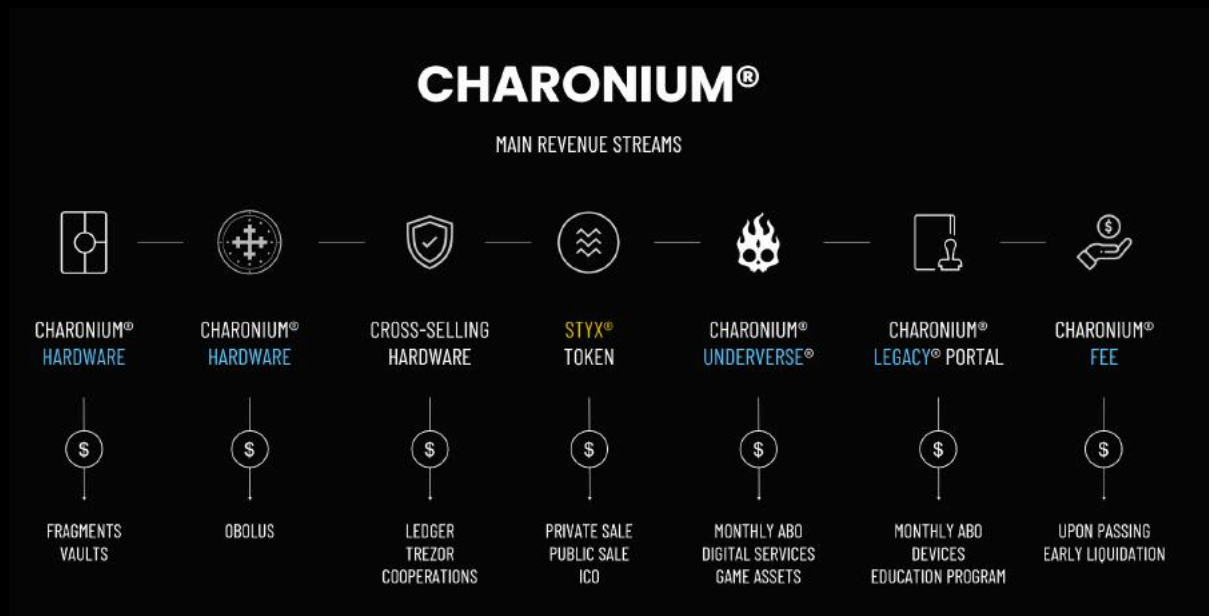 CHARONIUM®
MAIN REVENUE STREAMS
CHARONIUM®
HARDWARE
CHARONIUM®
HARDWARE
CROSS-SELLING
HARDWARE
STYX®
TOKEN
CHARONIUM®
UNDERVERSE®
CHARONIUM®
LEGACY® PORTAL
CHARONIUM®
FEE
$
$
$
$
$
$
$
$
FRAGMENTS
VAULTS
OBOLUS
LEDGER
TREZOR
COOPERATIONS
PRIVATE SALE
PUBLIC SALE
ICO
MONTHLY ABO
DIGITAL SERVICES
GAME ASSETS
MONTHLY ABO
DEVICES
EDUCATION PROGRAM
UPON PASSING
EARLY LIQUIDATION